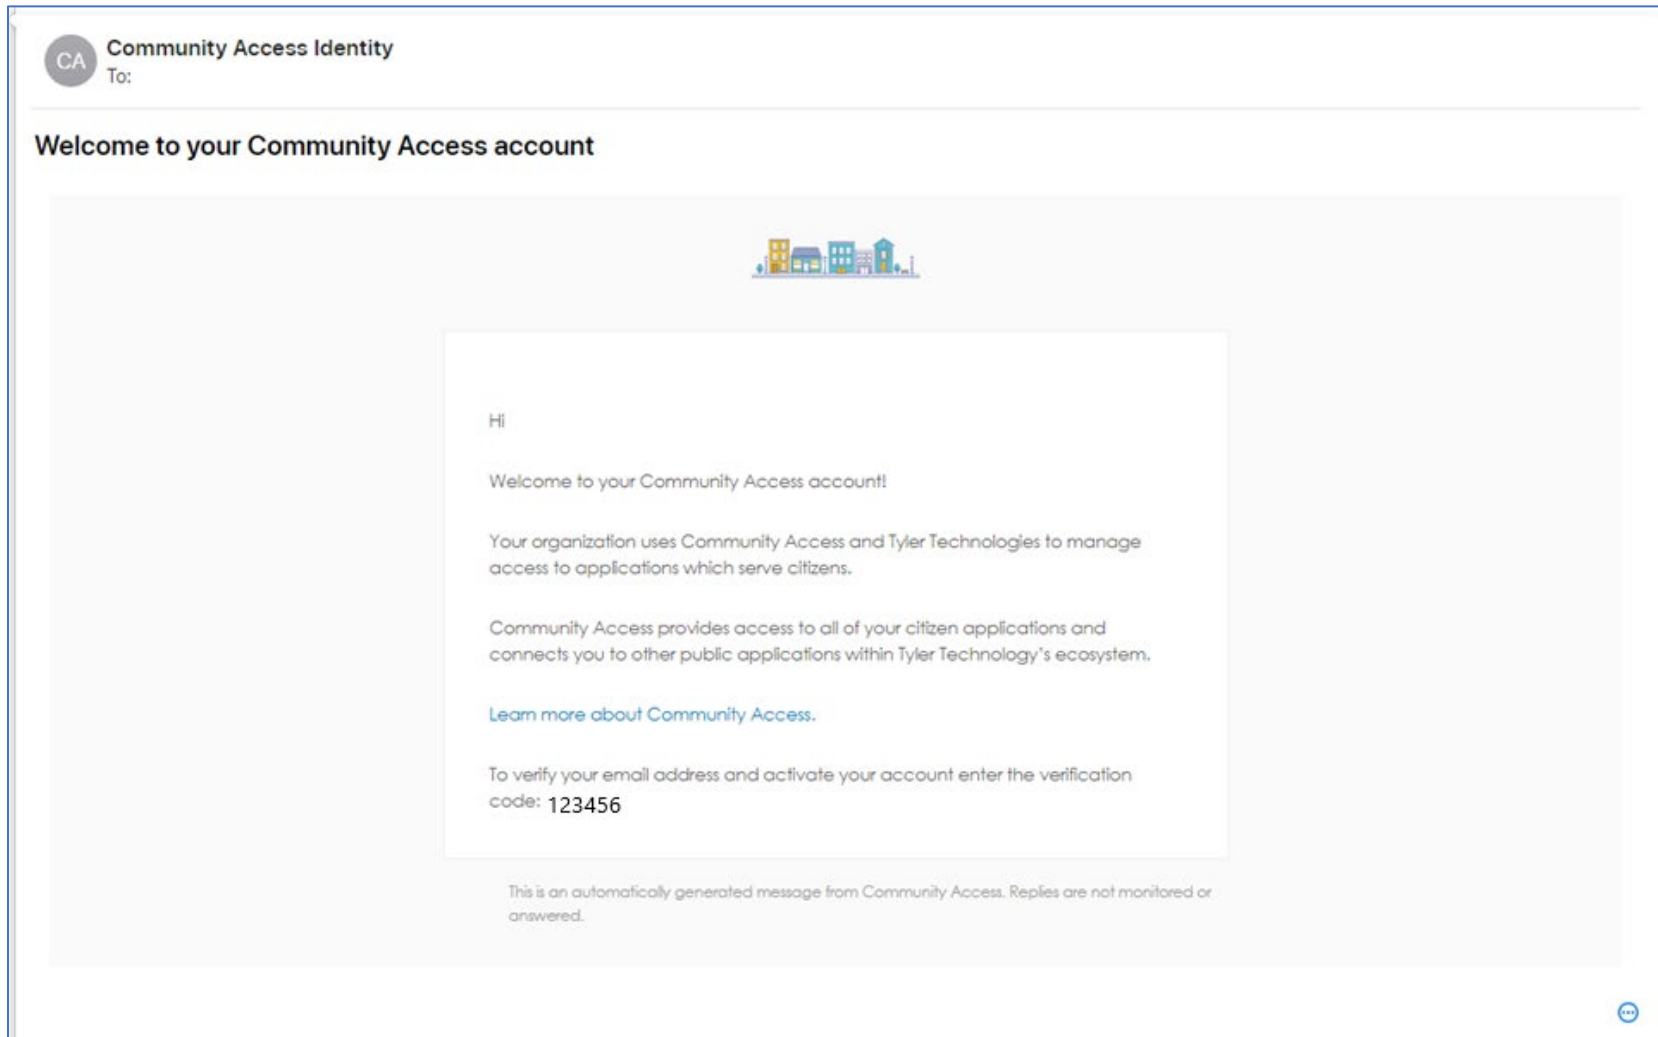 CA
Community Access Identity
To:
Welcome to your Community Access account
Hi
Welcome to your Community Access account!
Your organization uses Community Access and Tyler Technologies to manage
access to applications which serve citizens.
Community Access provides access to all of your citizen applications and
connects you to other public applications within Tyler Technology's ecosystem.
Learn more about Community Access.
To verify your email address and activate your account enter the verification
code: 123456
This is an automatically generated message from Community Access. Replies are not monitored or
answered.